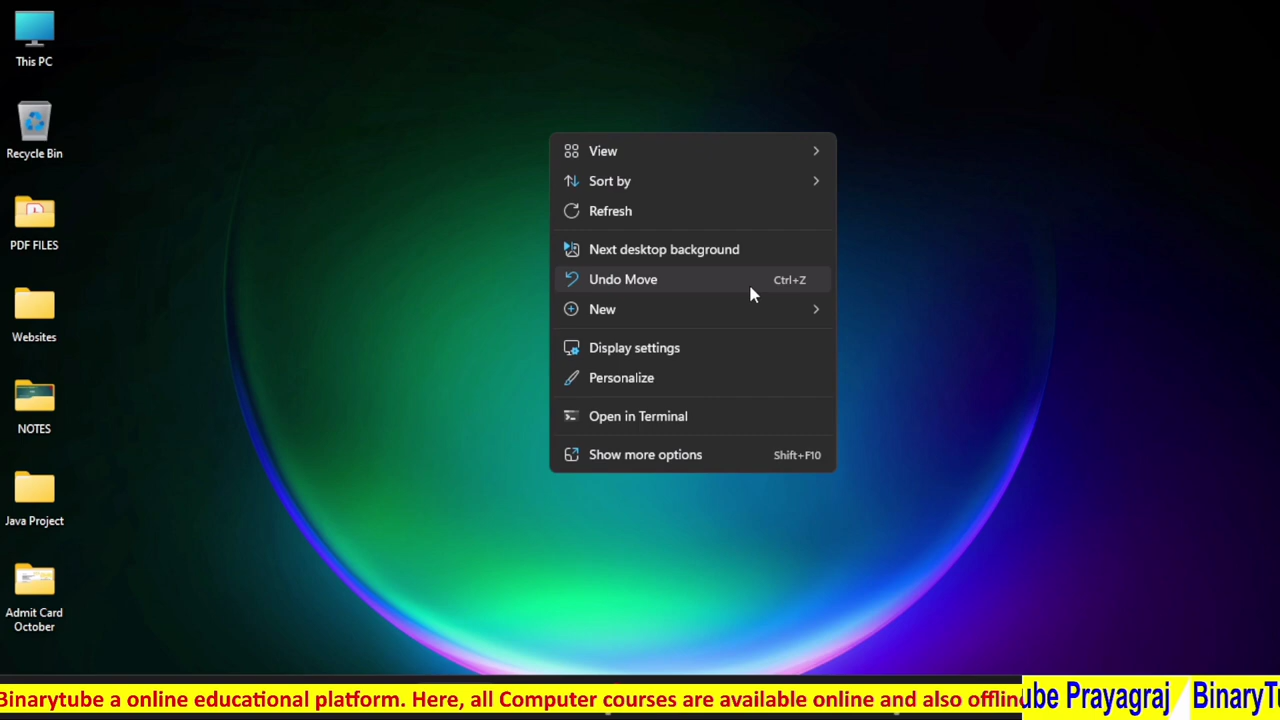 This PC
Recycle Bin
PDF FILES
Websites
NOTES
Java Project
Admit Card
October
View
Sort by
Refresh
Next desktop background
Undo Move Ctrl+Z
New
Display settings
Personalize
Open in Terminal
Show more options Shift+F10
Binarytube a online educational platform. Here, all Computer courses are available online and also offline
Prayagraj